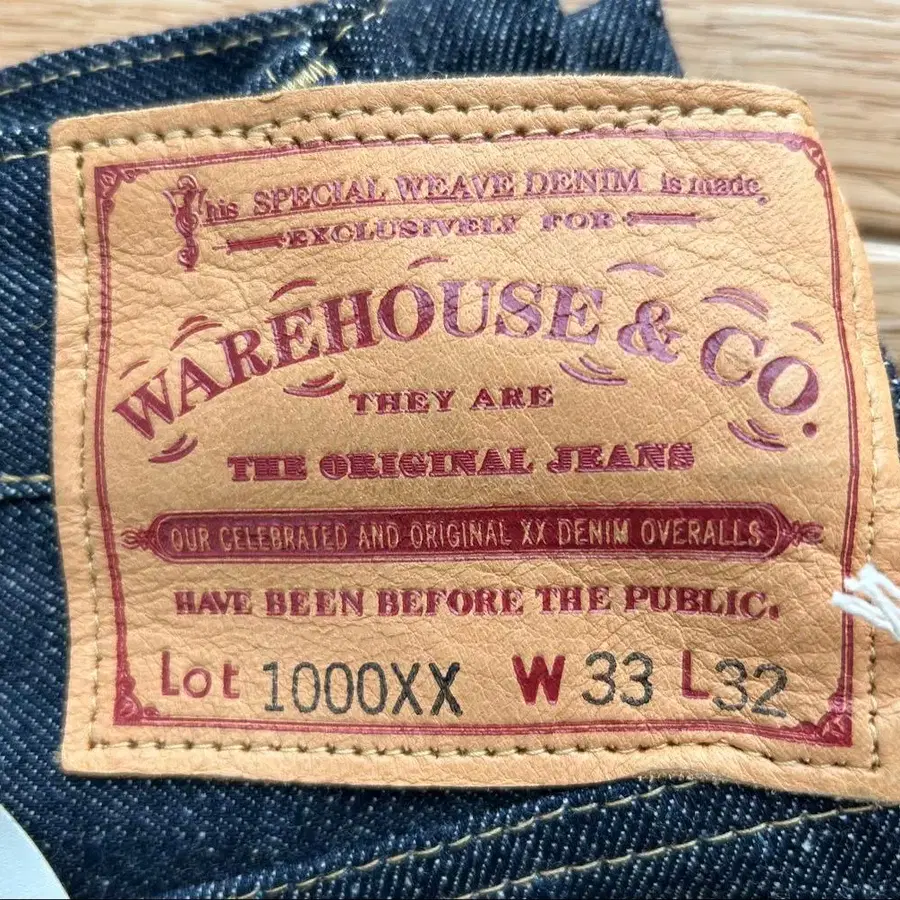 This SPECIAL WEAVE DENIM is made
EXCLUSIVELY FOR
WAREHOUSE & CO.
THEY ARE
THE ORIGINAL JEANS
OUR CELEBRATED AND ORIGINAL XX DENIM OVERALLS
HAVE BEEN BEFORE THE PUBLIC.
Lot 1000XX W 33 L 32